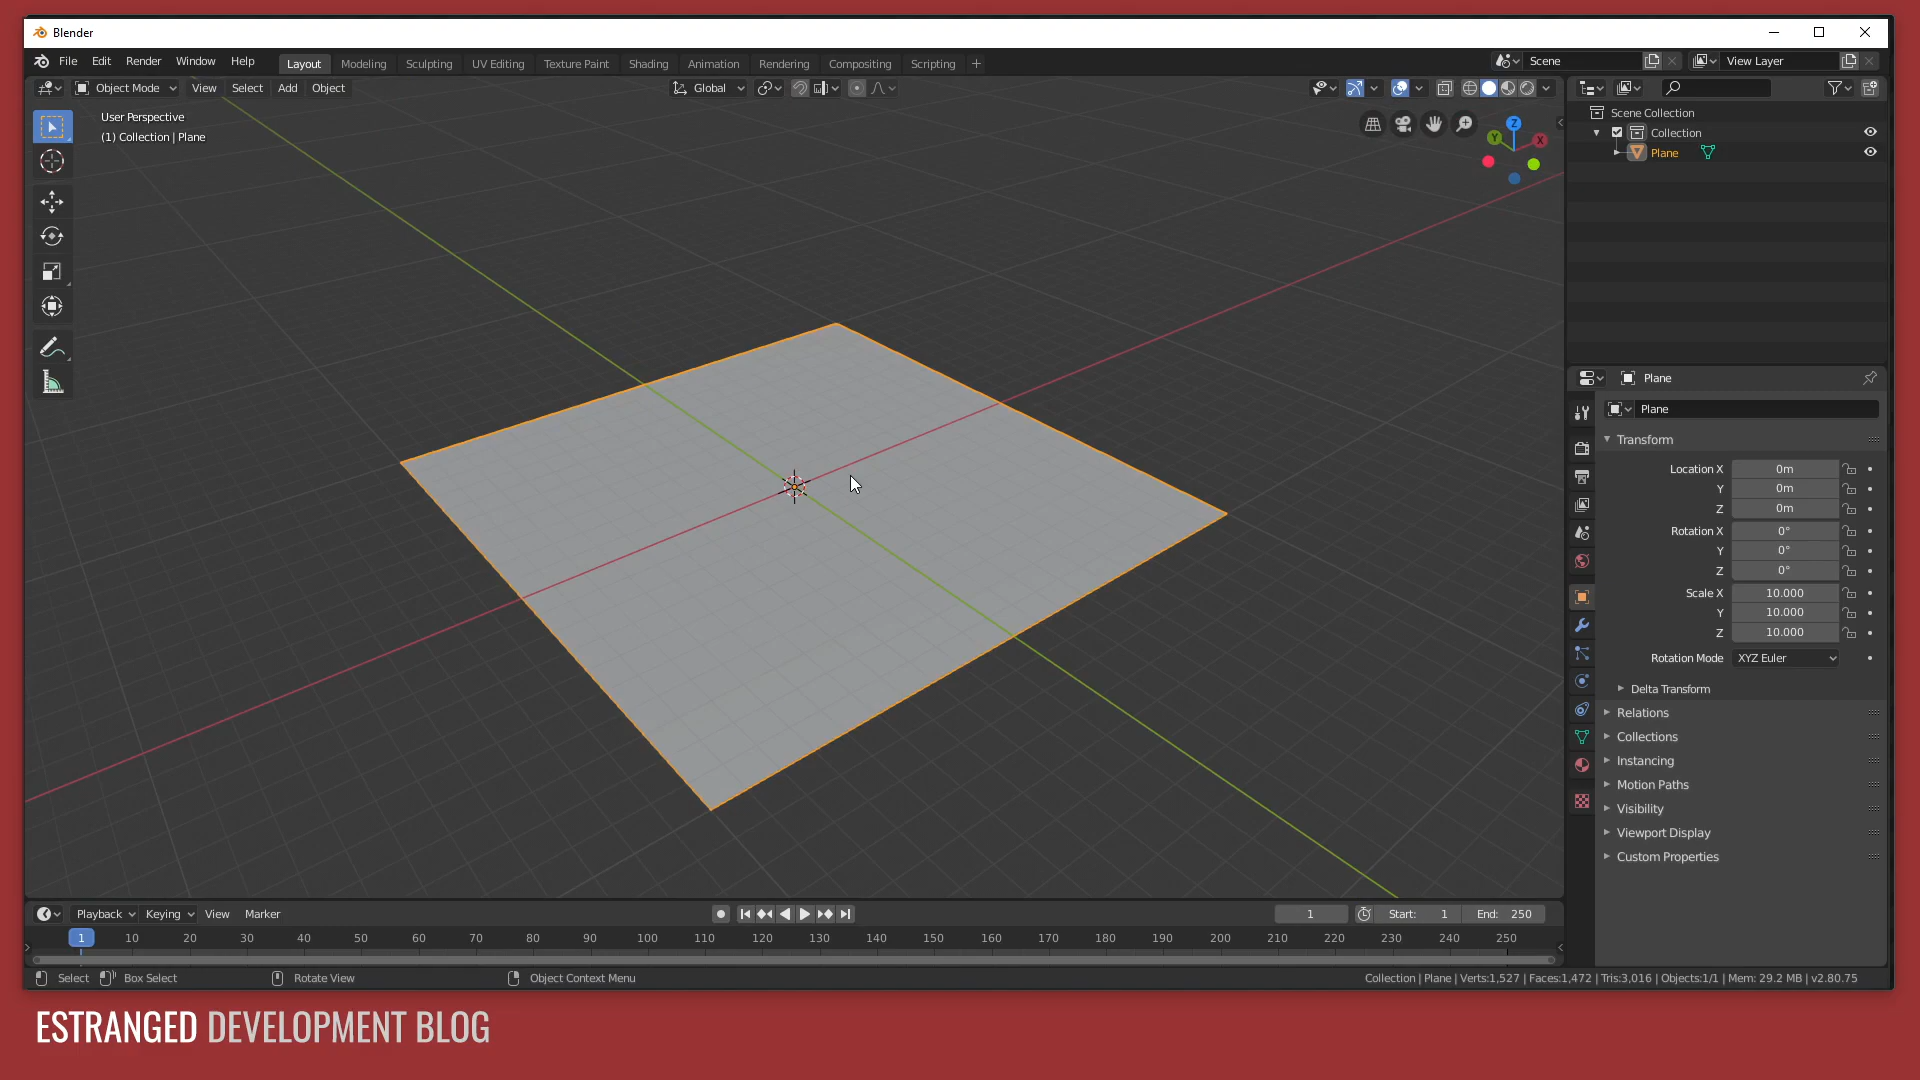 Blender
File Edit Render Window Help Layout Modeling Sculpting UV Editing Texture Paint Shading Animation Rendering Compositing Scripting + Scene View Layer
Object Mode View Select Add Object Global
User Perspective
(1) Collection | Plane
Z
Y
X
Scene Collection
Collection
Plane
Plane
Plane
Transform
Location X 0m
Y 0m
Z 0m
Rotation X 0°
Y 0°
Z 0°
Scale X 10.000
Y 10.000
Z 10.000
Rotation Mode XYZ Euler
Delta Transform
Relations
Collections
Instancing
Motion Paths
Visibility
Viewport Display
Custom Properties
Playback Keying View Marker 1 Start: 1 End: 250
1 10 20 30 40 50 60 70 80 90 100 110 120 130 140 150 160 170 180 190 200 210 220 230 240 250
Select Box Select Rotate View Object Context Menu Collection | Plane | Verts:1,527 | Faces:1,472 | Tris:3,016 | Objects:1/1 | Mem: 29.2 MB | v2.80.75
ESTRANGED DEVELOPMENT BLOG